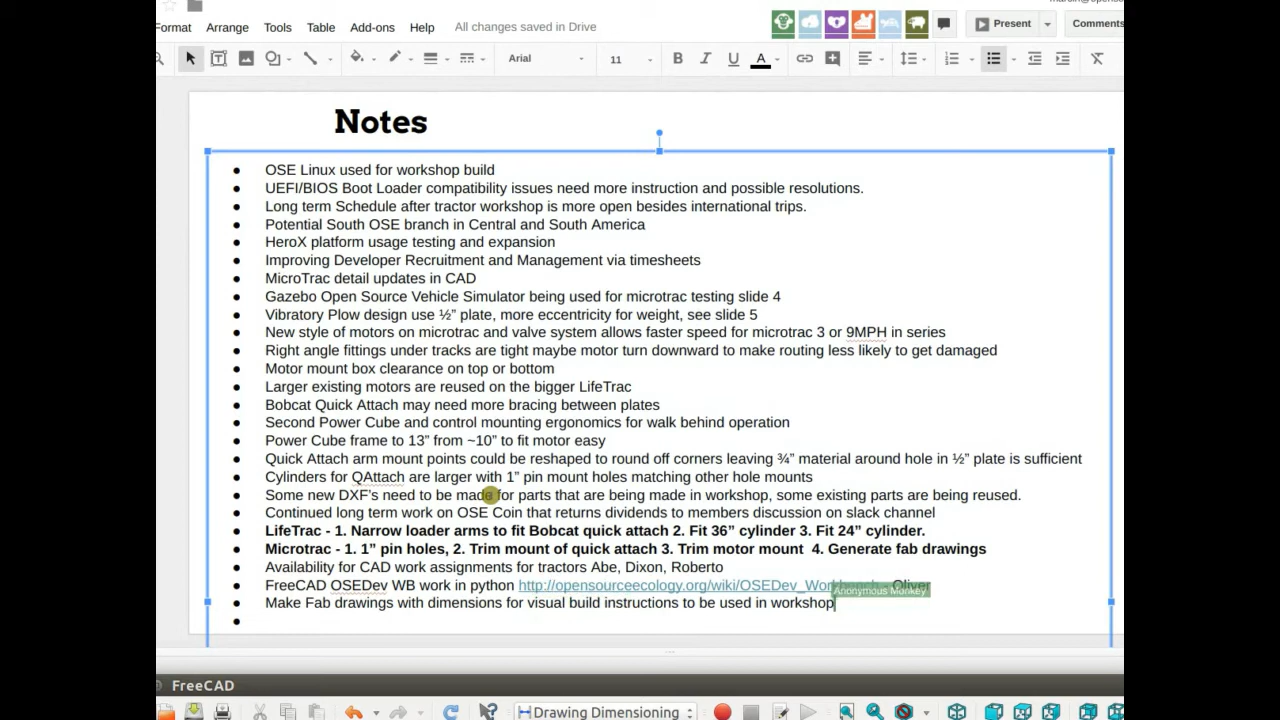 Format Arrange Tools Table Add-ons Help All changes saved in Drive Present Comments
Arial 11 B I U A
Notes
● OSE Linux used for workshop build
● UEFI/BIOS Boot Loader compatibility issues need more instruction and possible resolutions.
● Long term Schedule after tractor workshop is more open besides international trips.
● Potential South OSE branch in Central and South America
● HeroX platform usage testing and expansion
● Improving Developer Recruitment and Management via timesheets
● MicroTrac detail updates in CAD
● Gazebo Open Source Vehicle Simulator being used for microtrac testing slide 4
● Vibratory Plow design use ½” plate, more eccentricity for weight, see slide 5
● New style of motors on microtrac and valve system allows faster speed for microtrac 3 or 9MPH in series
● Right angle fittings under tracks are tight maybe motor turn downward to make routing less likely to get damaged
● Motor mount box clearance on top or bottom
● Larger existing motors are reused on the bigger LifeTrac
● Bobcat Quick Attach may need more bracing between plates
● Second Power Cube and control mounting ergonomics for walk behind operation
● Power Cube frame to 13” from ~10” to fit motor easy
● Quick Attach arm mount points could be reshaped to round off corners leaving ¾” material around hole in ½” plate is sufficient
● Cylinders for QAttach are larger with 1” pin mount holes matching other hole mounts
● Some new DXF’s need to be made for parts that are being made in workshop, some existing parts are being reused.
● Continued long term work on OSE Coin that returns dividends to members discussion on slack channel
● LifeTrac - 1. Narrow loader arms to fit Bobcat quick attach 2. Fit 36” cylinder 3. Fit 24” cylinder.
● Microtrac - 1. 1” pin holes, 2. Trim mount of quick attach 3. Trim motor mount 4. Generate fab drawings
● Availability for CAD work assignments for tractors Abe, Dixon, Roberto
● FreeCAD OSEDev WB work in python http://opensourceecology.org/wiki/OSEDev_Workbench - Oliver
Anonymous Monkey
● Make Fab drawings with dimensions for visual build instructions to be used in workshop
●
FreeCAD
Drawing Dimensioning